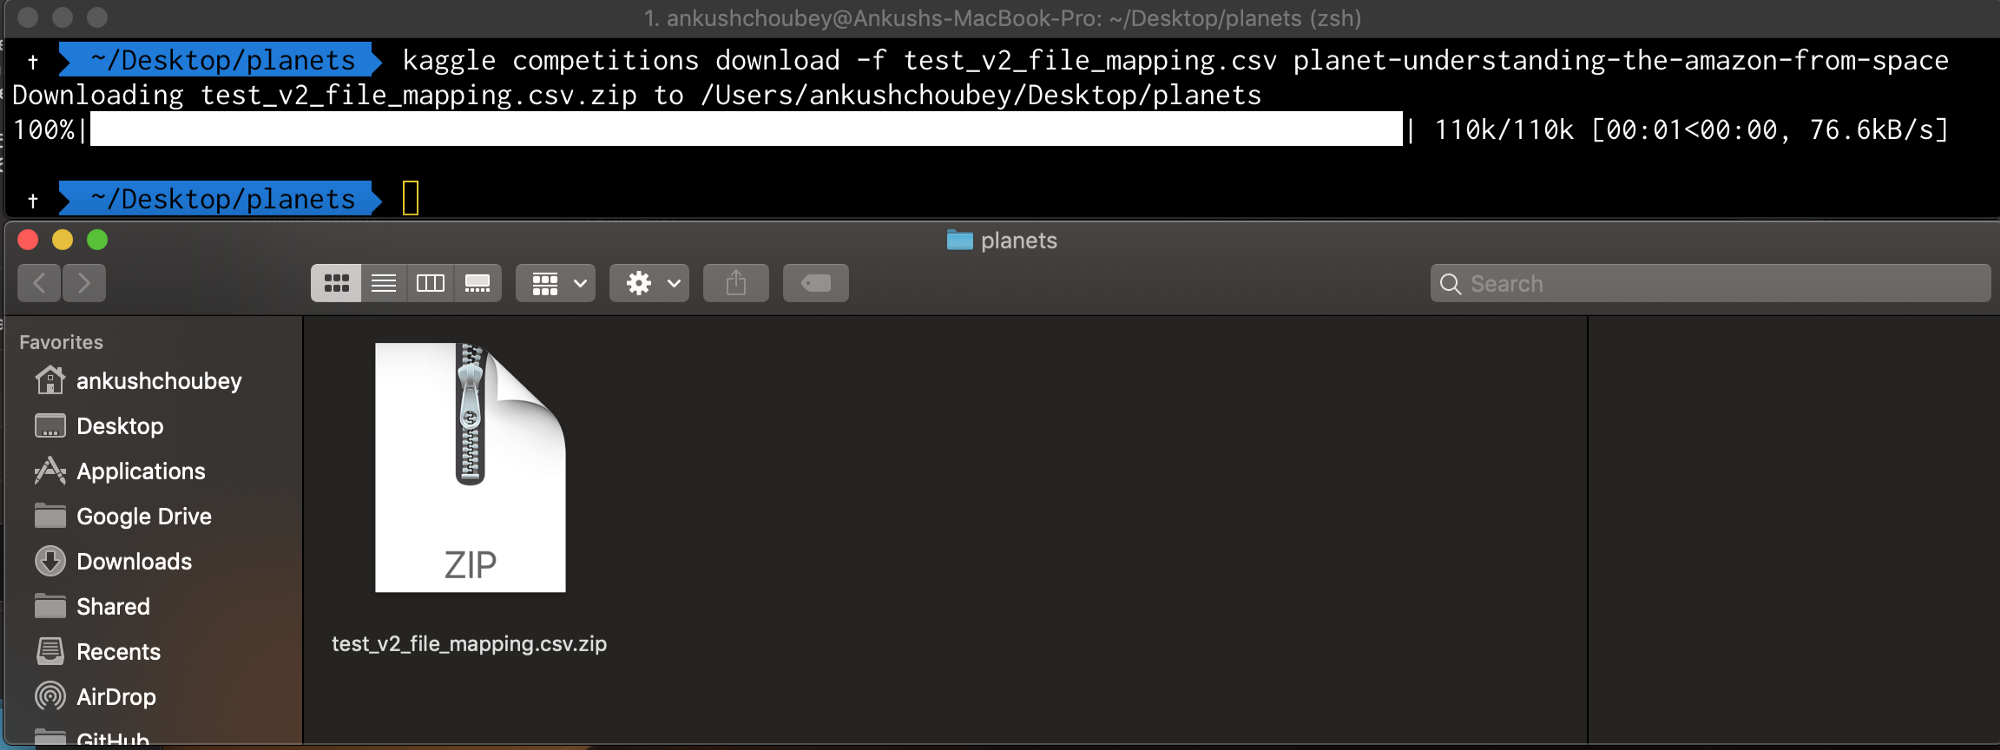 1. ankushchoubey@Ankushs-MacBook-Pro: ~/Desktop/planets (zsh)
~/Desktop/planets kaggle competitions download -f test_v2_file_mapping.csv planet-understanding-the-amazon-from-space
Downloading test_v2_file_mapping.csv.zip to /Users/ankushchoubey/Desktop/planets
100%| | 110k/110k [00:01<00:00, 76.6kB/s]
~/Desktop/planets
planets
Search
Favorites
ankushchoubey
Desktop
Applications
Google Drive
Downloads
Shared
Recents
AirDrop
GitHub
ZIP
test_v2_file_mapping.csv.zip